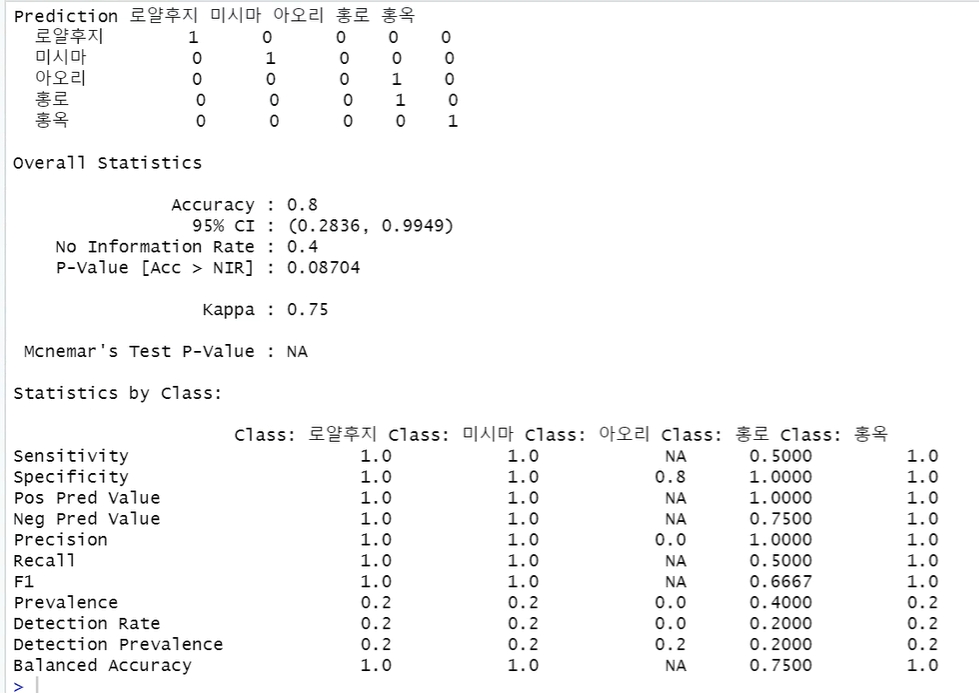 Prediction 로얄후지 미시마 아오리 홍로 홍옥
로얄후지 1 0 0 0 0
미시마 0 1 0 0 0
아오리 0 0 0 1 0
홍로 0 0 0 1 0
홍옥 0 0 0 0 1
Overall Statistics
Accuracy : 0.8
95% CI : (0.2836, 0.9949)
No Information Rate : 0.4
P-Value [Acc > NIR] : 0.08704
Kappa : 0.75
Mcnemar's Test P-Value : NA
Statistics by Class:
Class: 로얄후지 Class: 미시마 Class: 아오리 Class: 홍로 Class: 홍옥
Sensitivity 1.0 1.0 NA 0.5000 1.0
Specificity 1.0 1.0 0.8 1.0000 1.0
Pos Pred Value 1.0 1.0 NA 1.0000 1.0
Neg Pred Value 1.0 1.0 NA 0.7500 1.0
Precision 1.0 1.0 0.0 1.0000 1.0
Recall 1.0 1.0 NA 0.5000 1.0
F1 1.0 1.0 NA 0.6667 1.0
Prevalence 0.2 0.2 0.0 0.4000 0.2
Detection Rate 0.2 0.2 0.0 0.2000 0.2
Detection Prevalence 0.2 0.2 0.2 0.2000 0.2
Balanced Accuracy 1.0 1.0 NA 0.7500 1.0
>